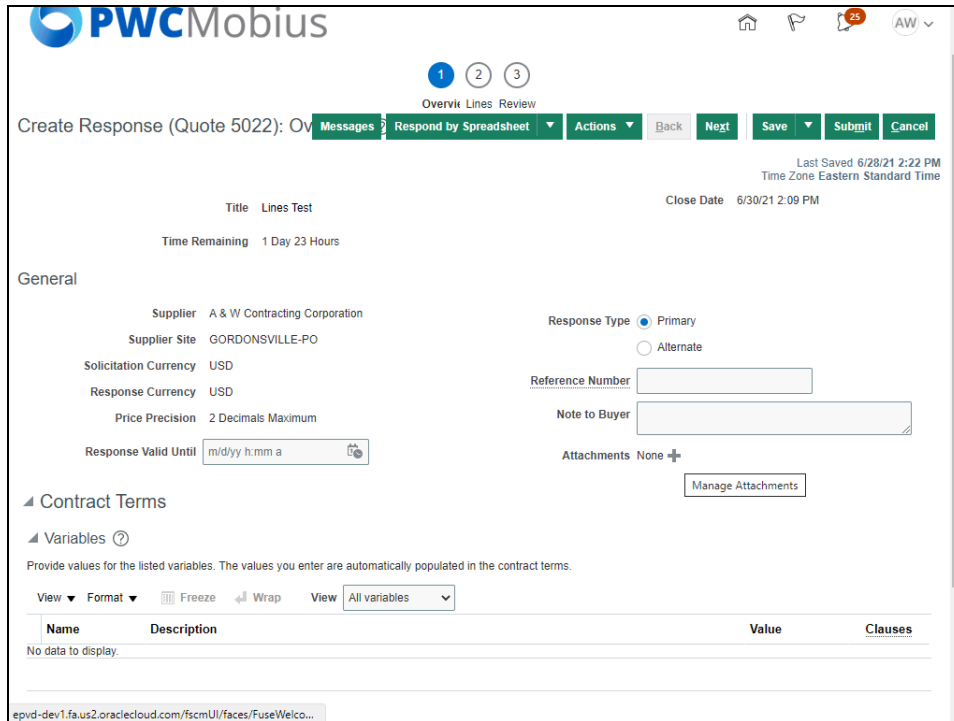 PWCMobius
25
AW
1 2 3
Overvie Lines Review
Create Response (Quote 5022): Ov Messages Respond by Spreadsheet Actions Back Next Save Submit Cancel
Last Saved 6/28/21 2:22 PM
Time Zone Eastern Standard Time
Title Lines Test
Close Date 6/30/21 2:09 PM
Time Remaining 1 Day 23 Hours
General
Supplier A & W Contracting Corporation
Response Type Primary
Supplier Site GORDONSVILLE-PO
Alternate
Solicitation Currency USD
Reference Number
Response Currency USD
Price Precision 2 Decimals Maximum
Note to Buyer
Response Valid Until m/d/yy h:mm a
Attachments None
Manage Attachments
Contract Terms
Variables ?
Provide values for the listed variables. The values you enter are automatically populated in the contract terms.
View Format Freeze Wrap View All variables
Name Description Value Clauses
No data to display.
epvd-dev1.fa.us2.oraclecloud.com/fscmUI/faces/FuseWelco...